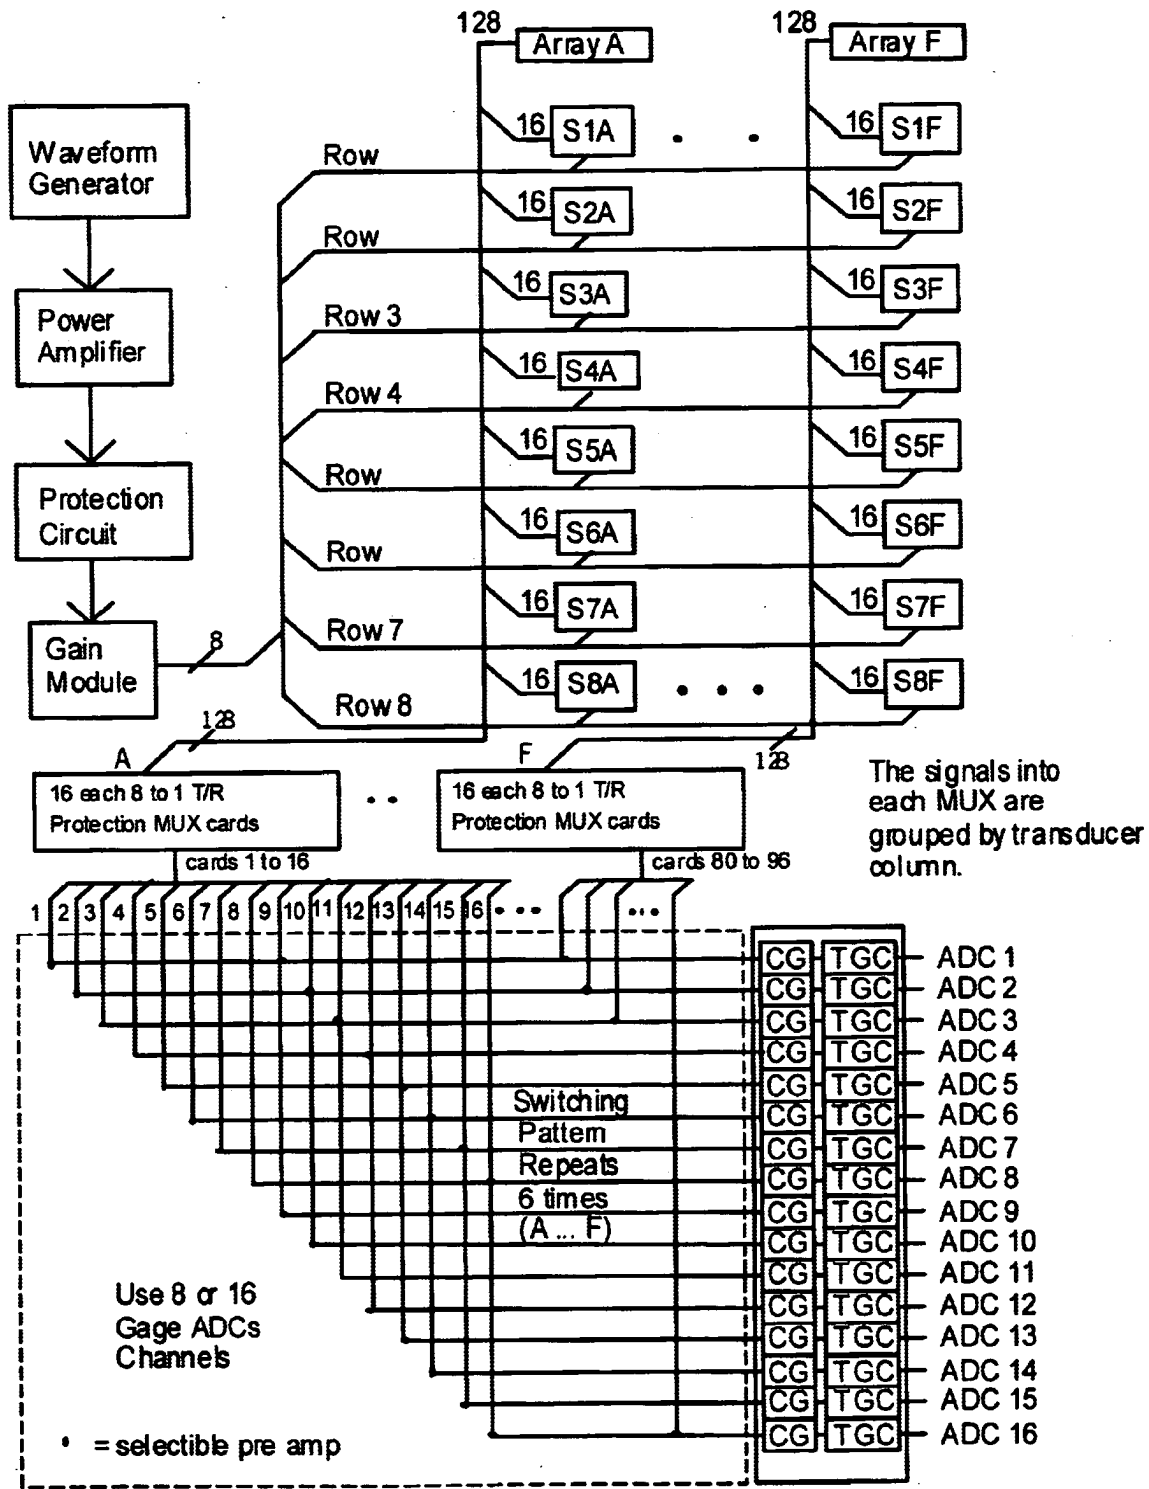 128
Array A
128
Array F
Waveform
Generator
Power
Amplifier
Protection
Circuit
Gain
Module
8
Row
16
S1A
16
S1F
Row
16
S2A
16
S2F
Row 3
16
S3A
16
S3F
Row 4
16
S4A
16
S4F
Row
16
S5A
16
S5F
Row
16
S6A
16
S6F
Row 7
16
S7A
16
S7F
Row 8
16
S8A
16
S8F
128
A
F
128
16 each 8 to 1 T/R
Protection MUX cards
16 each 8 to 1 T/R
Protection MUX cards
The signals into
each MUX are
grouped by transducer
column.
cards 1 to 16
cards 80 to 96
1 2 3 4 5 6 7 8 9 10 11 12 13 14 15 16
CG TGC ADC 1
CG TGC ADC 2
CG TGC ADC 3
CG TGC ADC 4
CG TGC ADC 5
CG TGC ADC 6
CG TGC ADC 7
CG TGC ADC 8
CG TGC ADC 9
CG TGC ADC 10
CG TGC ADC 11
CG TGC ADC 12
CG TGC ADC 13
CG TGC ADC 14
CG TGC ADC 15
CG TGC ADC 16
Switching
Pattern
Repeats
6 times
(A ... F)
Use 8 or 16
Gage ADCs
Channels
• = selectible pre amp